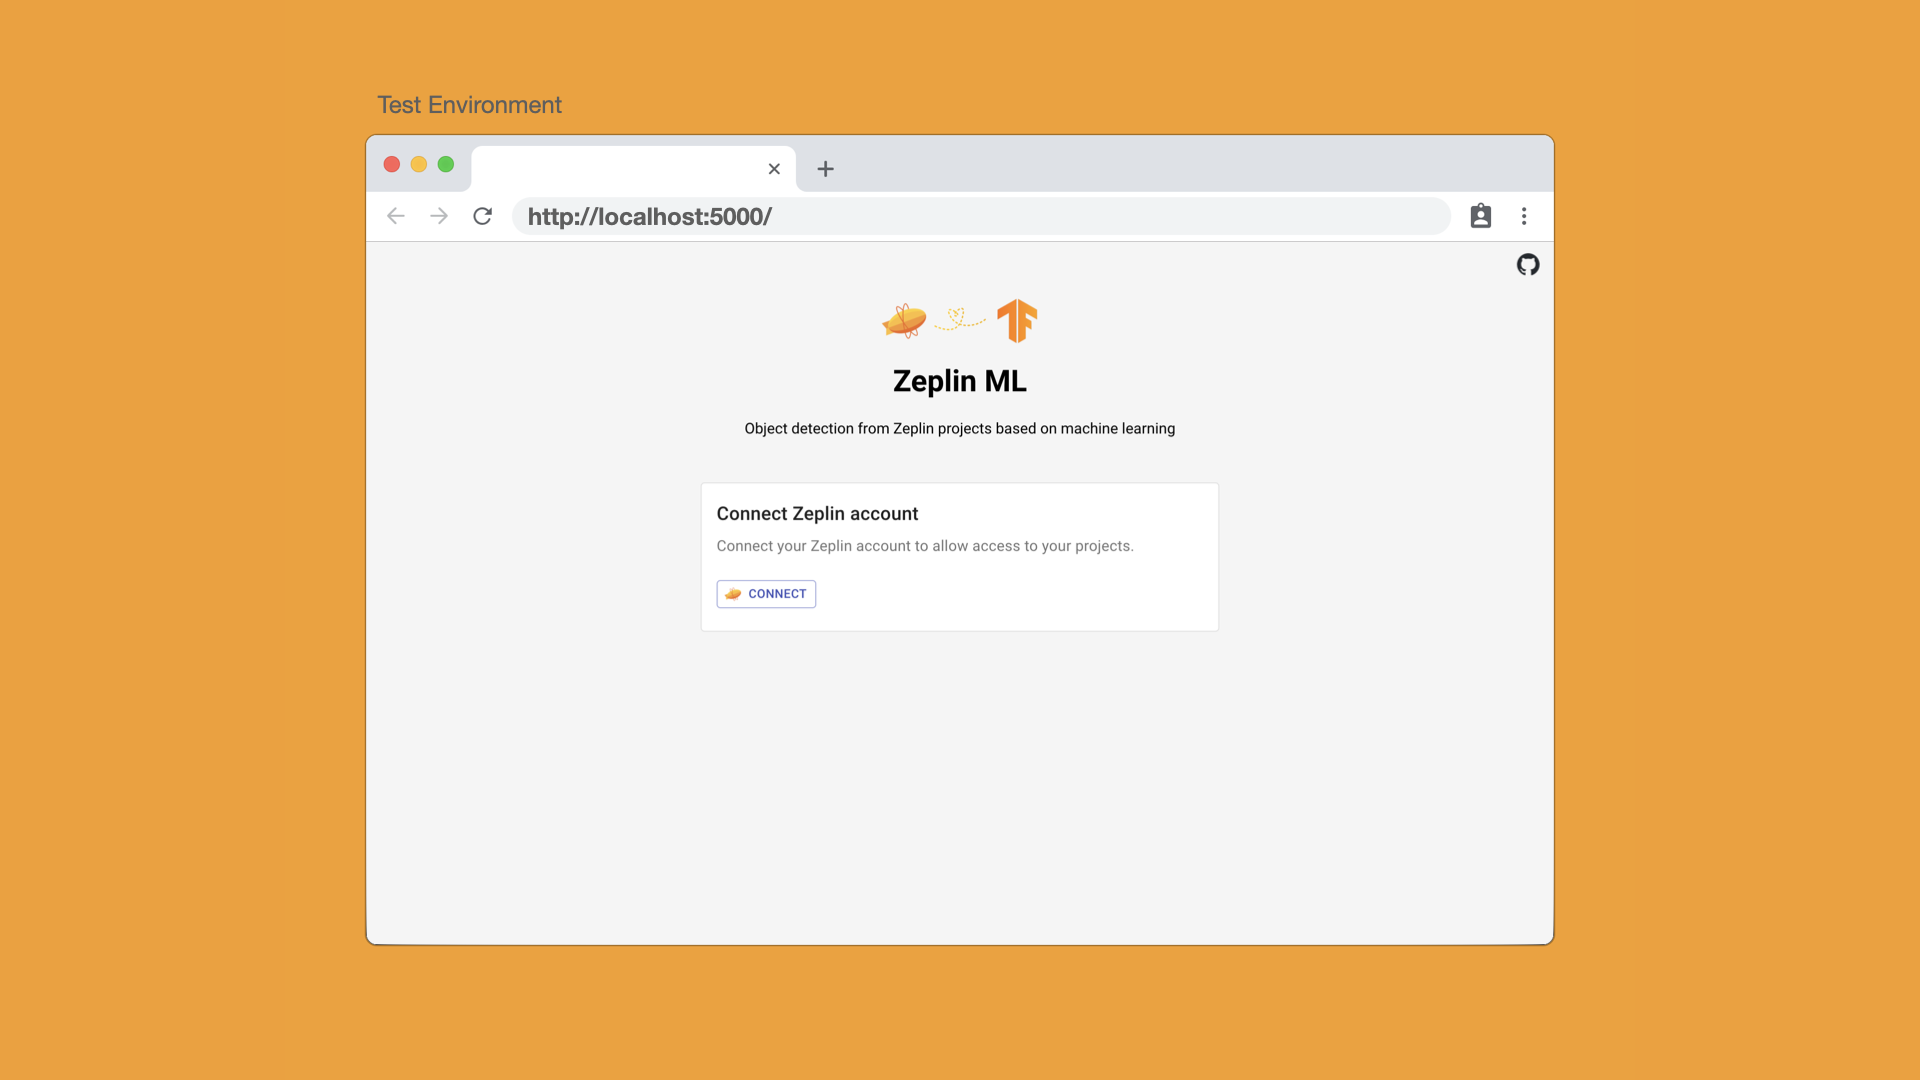 Test Environment
http://localhost:5000/
Zeplin ML
Object detection from Zeplin projects based on machine learning
Connect Zeplin account
Connect your Zeplin account to allow access to your projects.
CONNECT